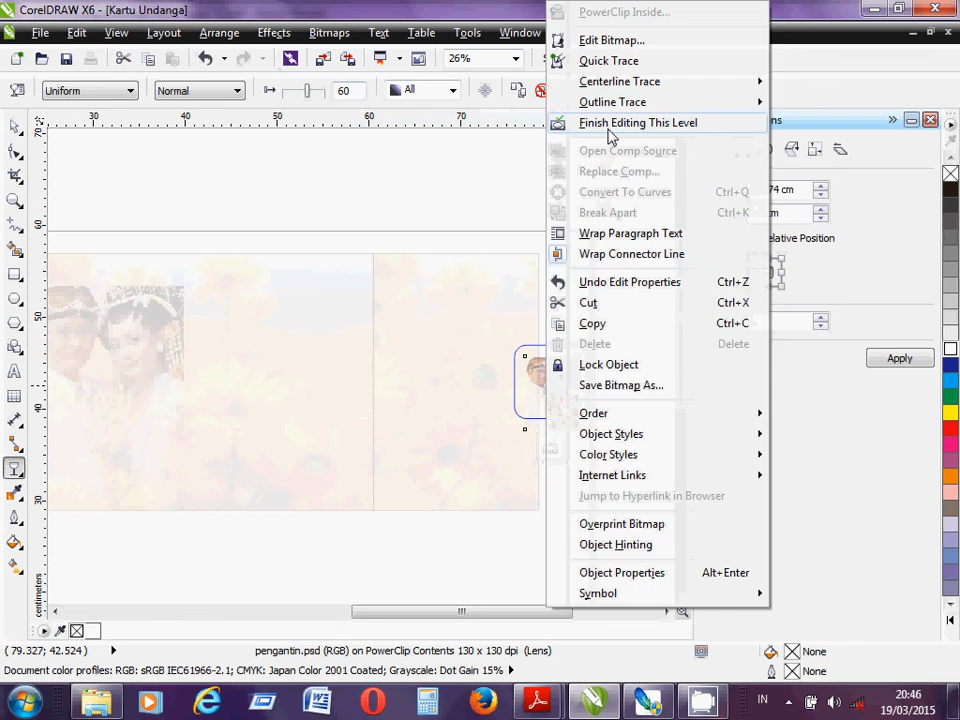 CorelDRAW X6 - [Kartu Undanga
File Edit View Layout Arrange Effects Bitmaps Text Table Tools Window
26%
Uniform Normal 60 All
PowerClip Inside...
Edit Bitmap...
Quick Trace
Centerline Trace
Outline Trace
Finish Editing This Level
Open Comp Source
Replace Comp...
Convert To Curves Ctrl+Q
Break Apart Ctrl+K
Wrap Paragraph Text
Wrap Connector Line
Undo Edit Properties Ctrl+Z
Cut Ctrl+X
Copy Ctrl+C
Delete Delete
Lock Object
Save Bitmap As...
Order
Object Styles
Color Styles
Internet Links
Jump to Hyperlink in Browser
Overprint Bitmap
Object Hinting
Object Properties Alt+Enter
Symbol
30 40 50 60 70
70
60
50
40
30
centimeters
ns
74 cm
cm
elative Position
Apply
(79.327; 42.524) pengantin.psd (RGB) on PowerClip Contents 130 x 130 dpi (Lens) None
Document color profiles: RGB: sRGB IEC61966-2.1; CMYK: Japan Color 2001 Coated; Grayscale: Dot Gain 15% None
IN
20:46
19/03/2015